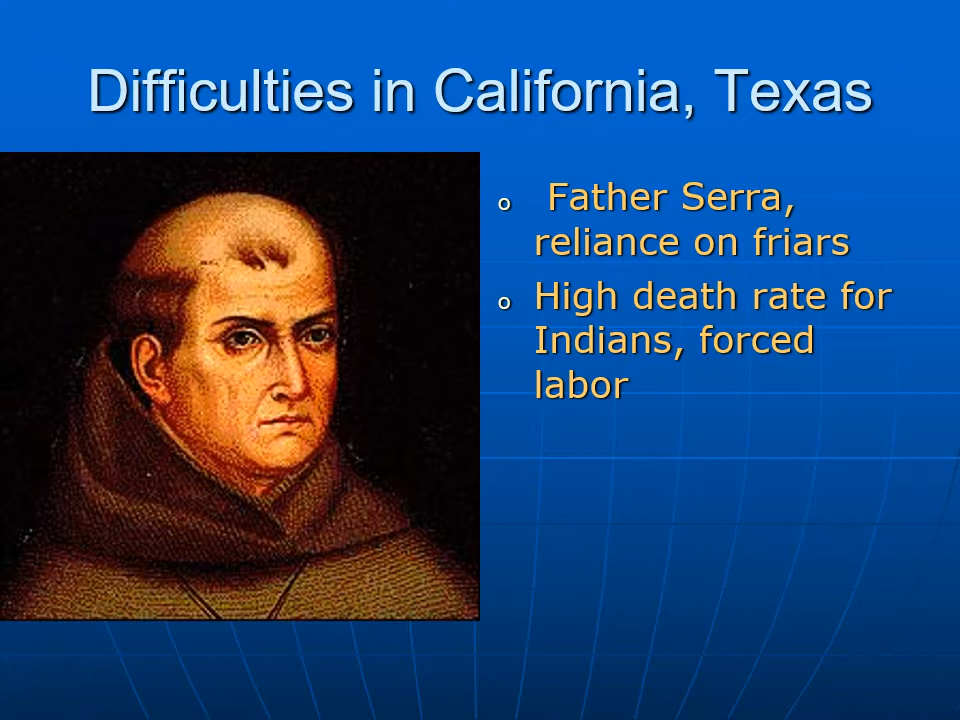 Difficulties in California, Texas
o Father Serra,
reliance on friars
o High death rate for
Indians, forced
labor